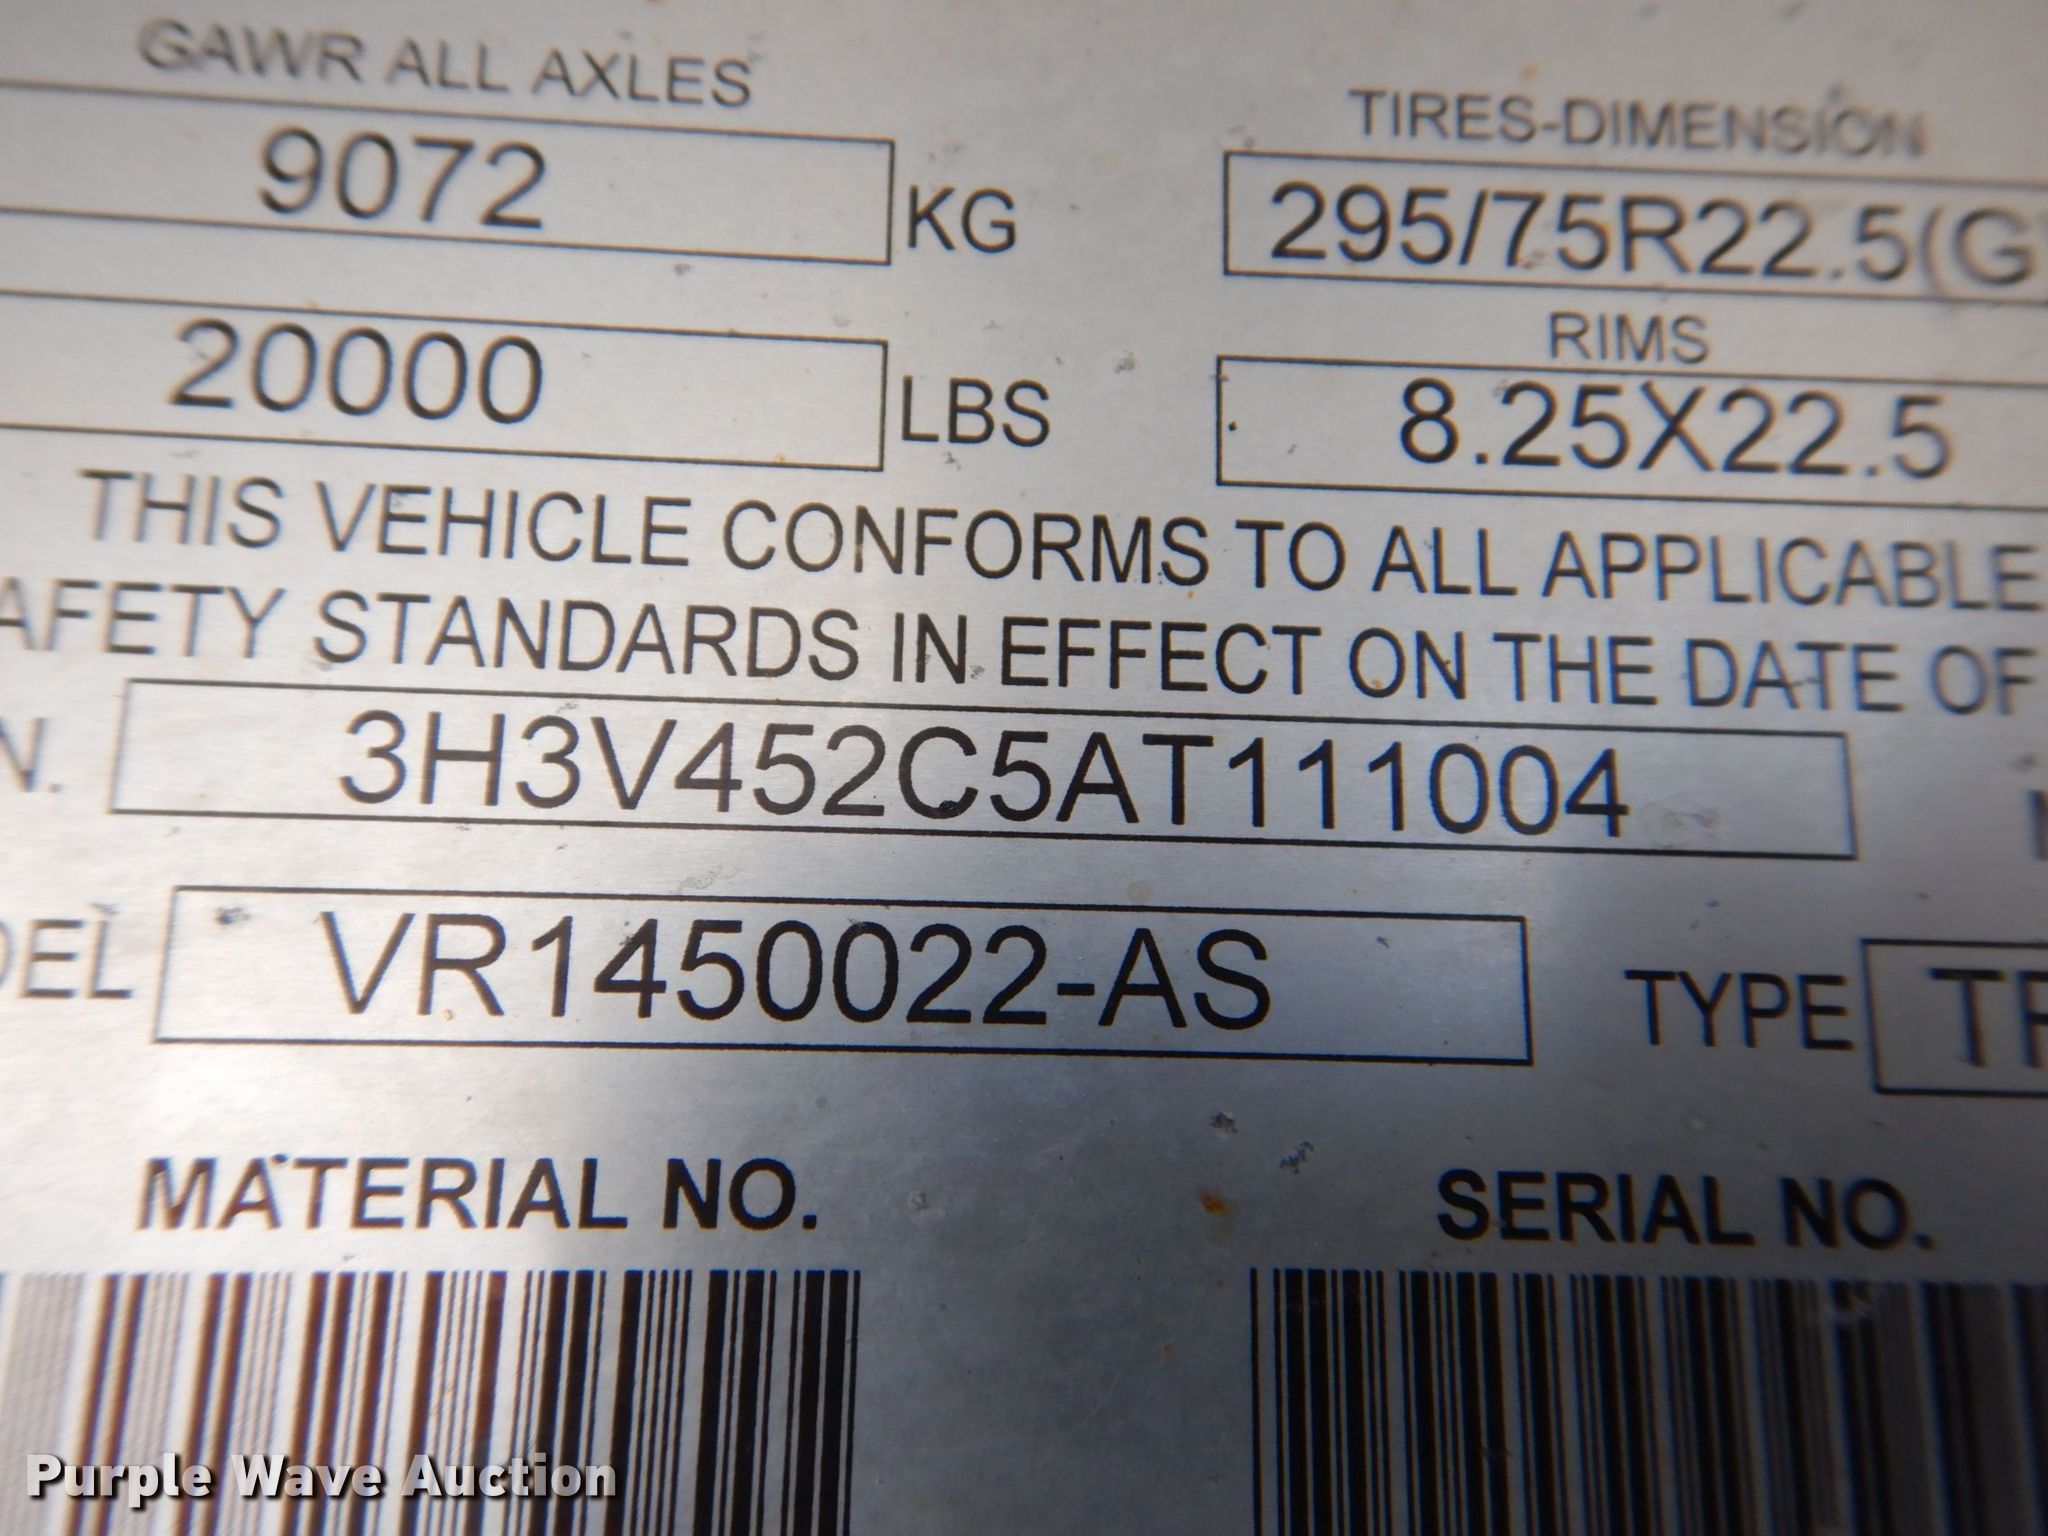 GAWR ALL AXLES
TIRES-DIMENSION
9072 KG
295/75R22.5(G
RIMS
20000 LBS
8.25X22.5
THIS VEHICLE CONFORMS TO ALL APPLICABLE
AFETY STANDARDS IN EFFECT ON THE DATE OF
N. 3H3V452C5AT111004
DEL VR1450022-AS TYPE TR
MATERIAL NO.
SERIAL NO.
Purple Wave Auction